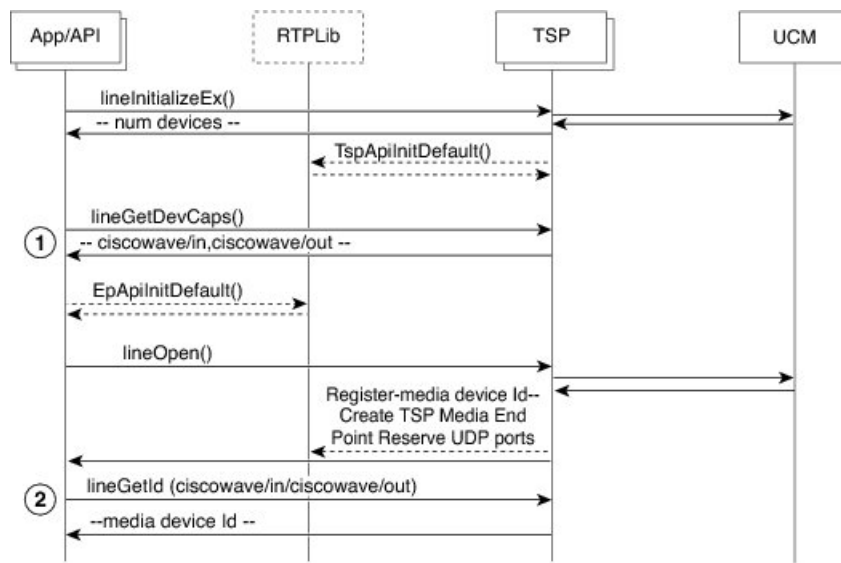 App/API
RTPLib
TSP
UCM
lineInitializeEx()
-- num devices --
TspApiInitDefault()
lineGetDevCaps()
1
-- ciscowave/in,ciscowave/out --
EpApiInitDefault()
lineOpen()
Register-media device Id--
Create TSP Media End
Point Reserve UDP ports
2
lineGetId (ciscowave/in/ciscowave/out)
--media device Id --